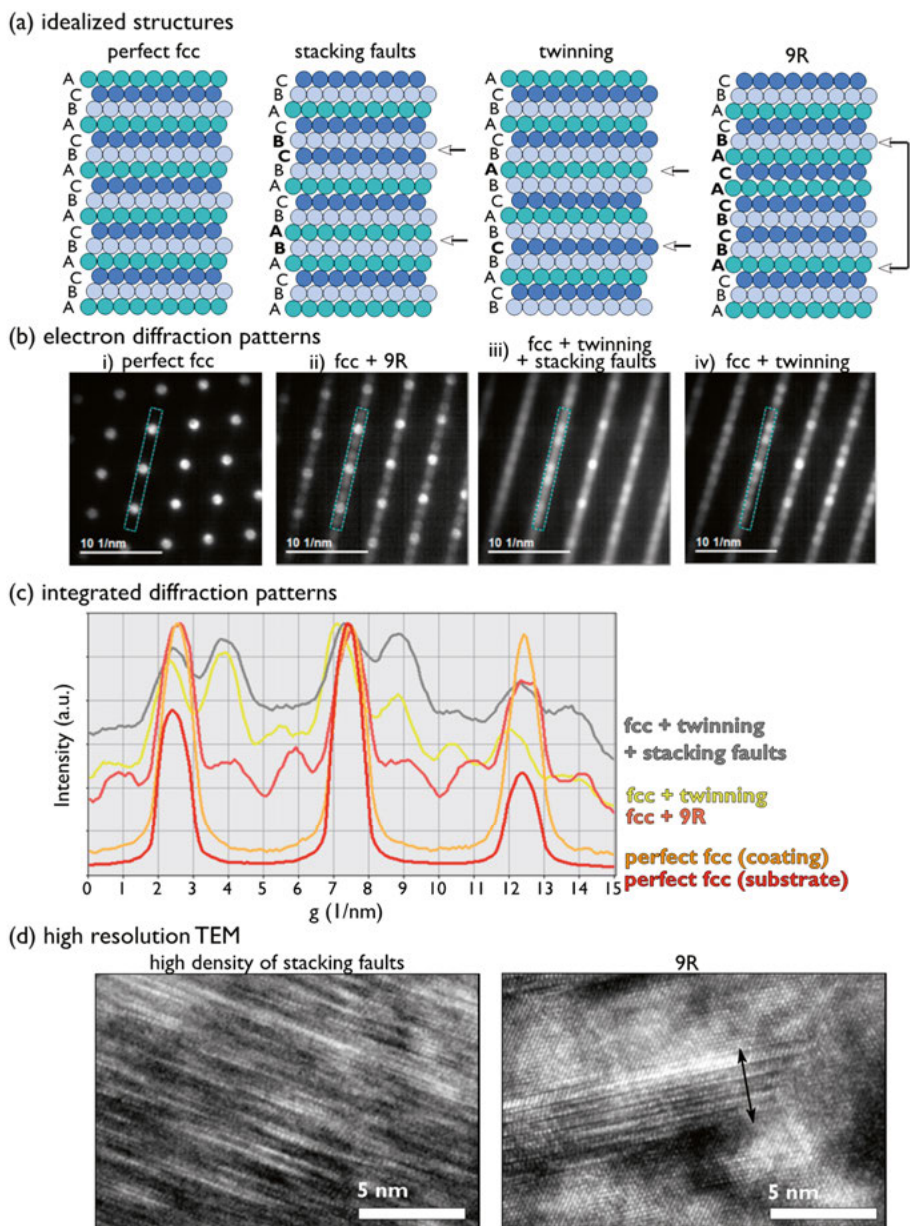 (a) idealized structures
perfect fcc
A
C
B
A
C
B
A
C
B
A
C
B
A
C
B
A
stacking faults
C
B
A
C
B
C
B
A
C
B
A
B
A
C
B
A
twinning
A
C
B
A
C
B
A
B
C
A
B
C
B
A
C
B
9R
C
B
A
C
B
A
C
A
C
B
C
B
A
C
B
A
(b) electron diffraction patterns
i) perfect fcc
10 1/nm
ii) fcc + 9R
10 1/nm
iii) fcc + twinning
+ stacking faults
10 1/nm
iv) fcc + twinning
10 1/nm
(c) integrated diffraction patterns
Intensity (a.u.)
0 1 2 3 4 5 6 7 8 9 10 11 12 13 14 15
g (1/nm)
fcc + twinning
+ stacking faults
fcc + twinning
fcc + 9R
perfect fcc (coating)
perfect fcc (substrate)
(d) high resolution TEM
high density of stacking faults
5 nm
9R
5 nm